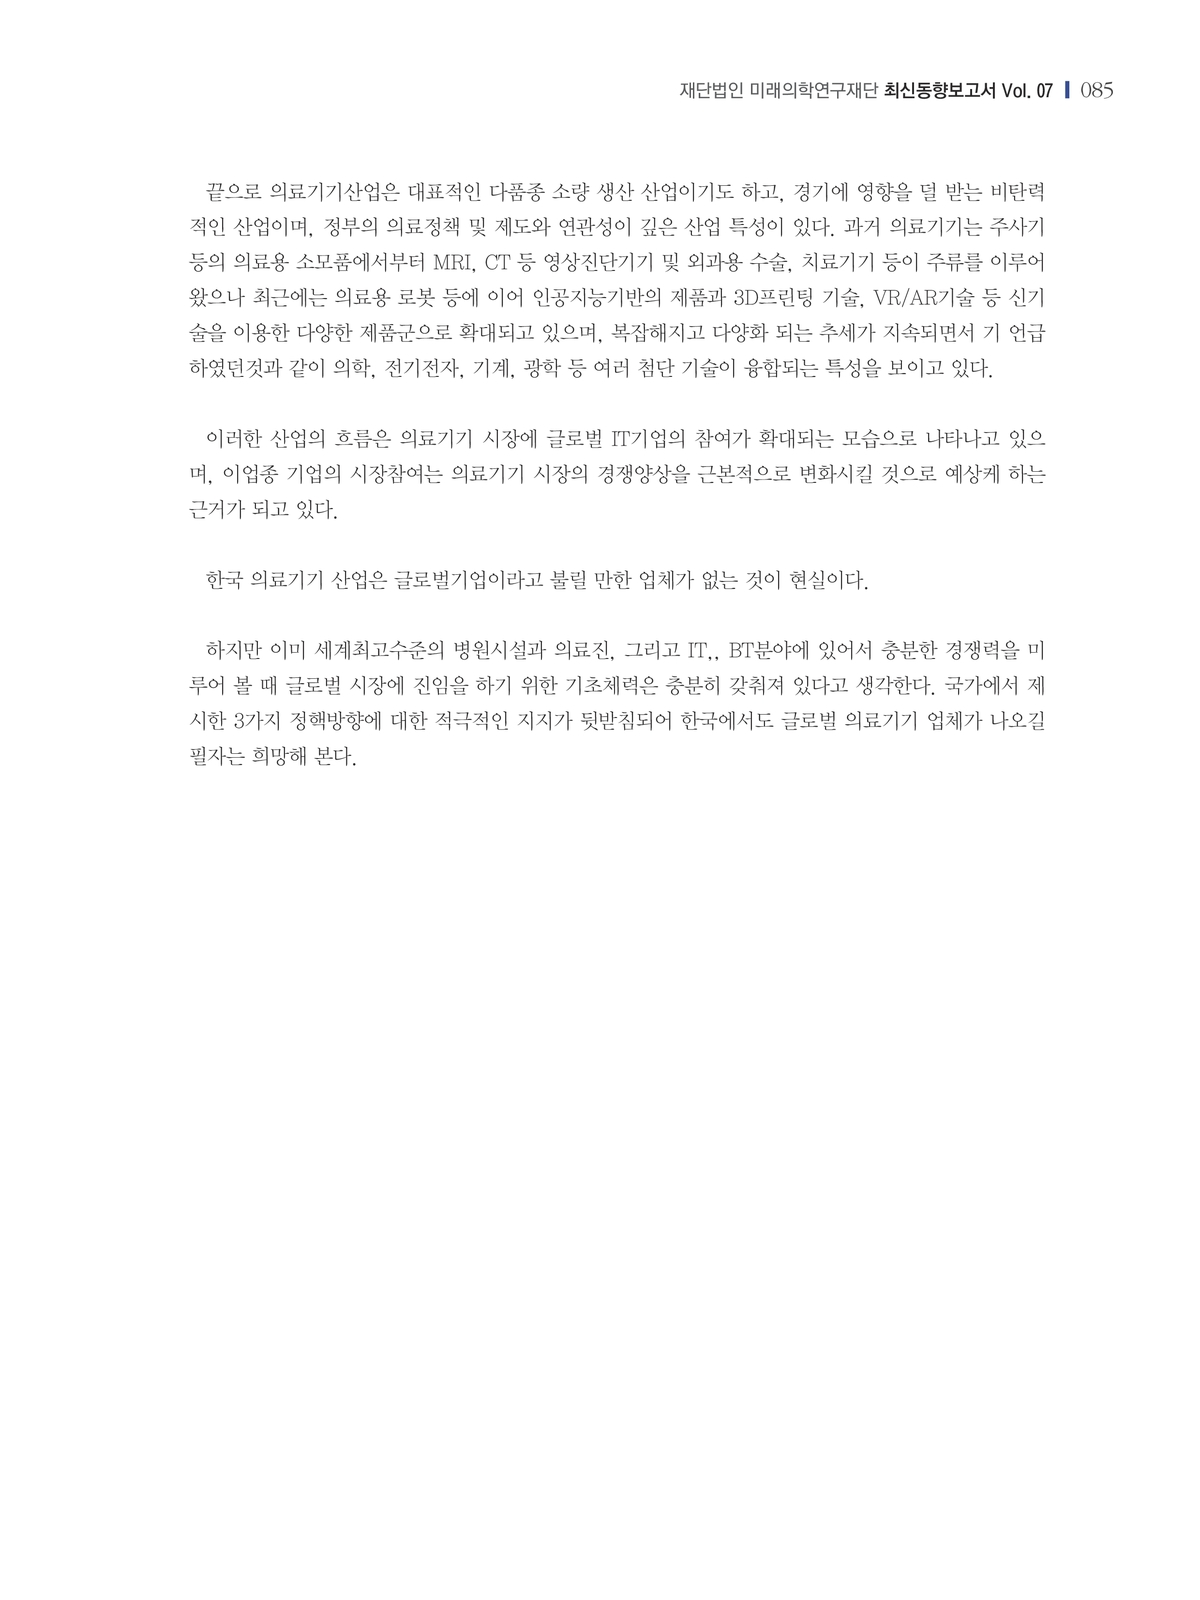 재단법인 미래의학연구재단 최신동향보고서 Vol. 07 085
끝으로 의료기기산업은 대표적인 다품종 소량 생산 산업이기도 하고, 경기에 영향을 덜 받는 비탄력
적인 산업이며, 정부의 의료정책 및 제도와 연관성이 깊은 산업 특성이 있다. 과거 의료기기는 주사기
등의 의료용 소모품에서부터 MRI, CT 등 영상진단기기 및 외과용 수술, 치료기기 등이 주류를 이루어
왔으나 최근에는 의료용 로봇 등에 이어 인공지능기반의 제품과 3D프린팅 기술, VR/AR기술 등 신기
술을 이용한 다양한 제품군으로 확대되고 있으며, 복잡해지고 다양화 되는 추세가 지속되면서 기 언급
하였던것과 같이 의학, 전기전자, 기계, 광학 등 여러 첨단 기술이 융합되는 특성을 보이고 있다.
이러한 산업의 흐름은 의료기기 시장에 글로벌 IT기업의 참여가 확대되는 모습으로 나타나고 있으
며, 이업종 기업의 시장참여는 의료기기 시장의 경쟁양상을 근본적으로 변화시킬 것으로 예상케 하는
근거가 되고 있다.
한국 의료기기 산업은 글로벌기업이라고 불릴 만한 업체가 없는 것이 현실이다.
하지만 이미 세계최고수준의 병원시설과 의료진, 그리고 IT,, BT분야에 있어서 충분한 경쟁력을 미
루어 볼 때 글로벌 시장에 진임을 하기 위한 기초체력은 충분히 갖춰져 있다고 생각한다. 국가에서 제
시한 3가지 정핵방향에 대한 적극적인 지지가 뒷받침되어 한국에서도 글로벌 의료기기 업체가 나오길
필자는 희망해 본다.